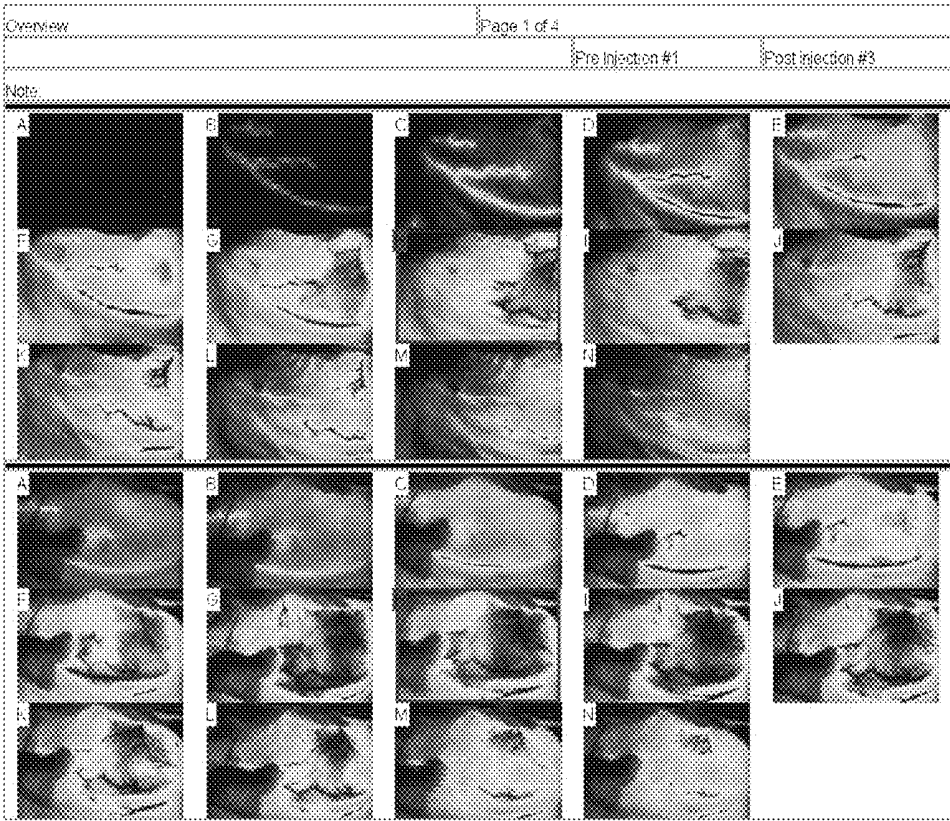 Overview Page 1 of 4
Pre Injection #1 Post Injection #3
Note
A B C D E
F G I J
K L M N
A B C D E
F G I J
K L M N